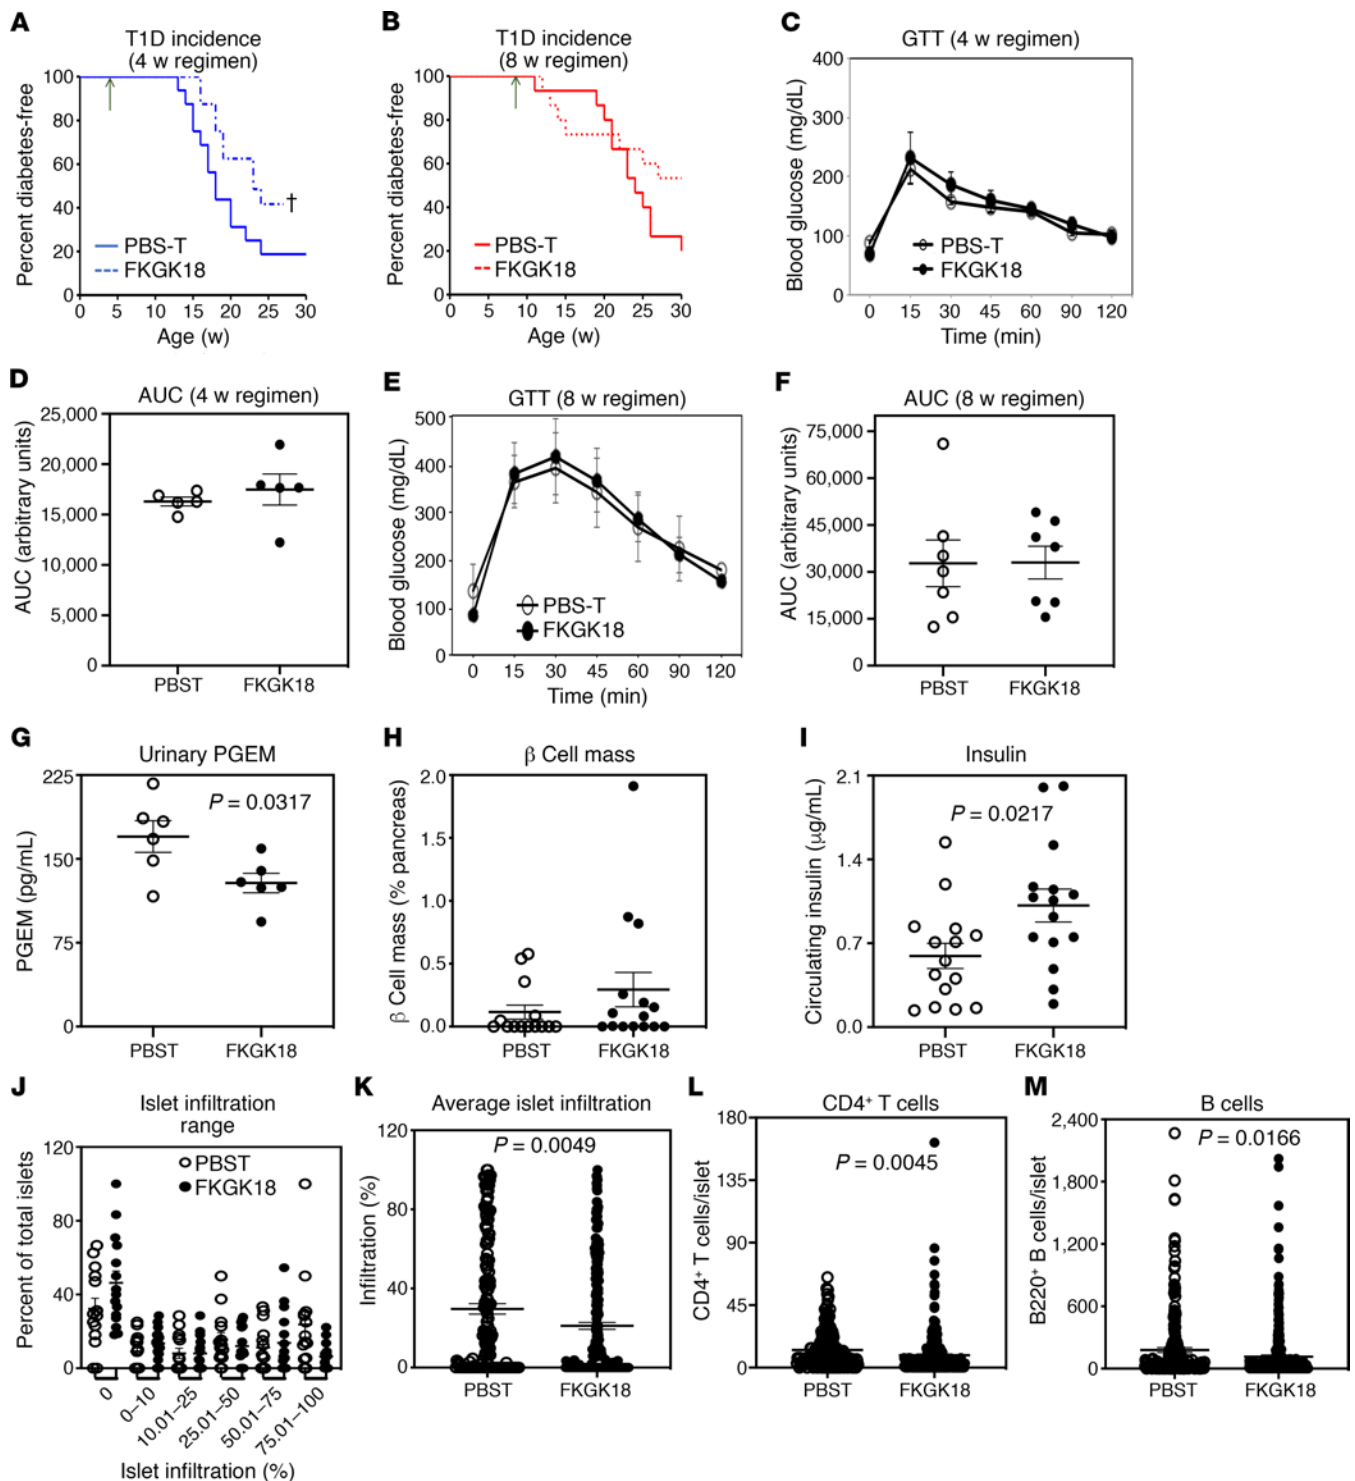 A
T1D incidence
(4 w regimen)
Percent diabetes-free
100
80
60
40
20
0
†
PBS-T
FKGK18
0 5 10 15 20 25 30
Age (w)
B
T1D incidence
(8 w regimen)
Percent diabetes-free
100
80
60
40
20
0
PBS-T
FKGK18
0 5 10 15 20 25 30
Age (w)
C
GTT (4 w regimen)
Blood glucose (mg/dL)
400
300
200
100
0
PBS-T
FKGK18
0 15 30 45 60 90 120
Time (min)
D
AUC (4 w regimen)
AUC (arbitrary units)
25,000
20,000
15,000
10,000
5,000
0
PBST FKGK18
E
GTT (8 w regimen)
Blood glucose (mg/dL)
500
400
300
200
100
0
PBS-T
FKGK18
0 15 30 45 60 90 120
Time (min)
F
AUC (8 w regimen)
AUC (arbitrary units)
75,000
60,000
45,000
30,000
15,000
0
PBST FKGK18
G
Urinary PGEM
PGEM (pg/mL)
225
150
75
0
P = 0.0317
PBST FKGK18
H
β Cell mass
β Cell mass (% pancreas)
2.0
1.5
1.0
0.5
0.0
PBST FKGK18
I
Insulin
Circulating insulin (μg/mL)
2.1
1.4
0.7
0.0
P = 0.0217
PBST FKGK18
J
Islet infiltration
range
Percent of total islets
120
80
40
0
PBST
FKGK18
0 0–10 10.01–25 25.01–50 50.01–75 75.01–100
Islet infiltration (%)
K
Average islet infiltration
Infiltration (%)
120
80
40
0
P = 0.0049
PBST FKGK18
L
CD4⁺ T cells
CD4⁺ T cells/islet
180
135
90
45
0
P = 0.0045
PBST FKGK18
M
B cells
B220⁺ B cells/islet
2,400
1,800
1,200
600
0
P = 0.0166
PBST FKGK18